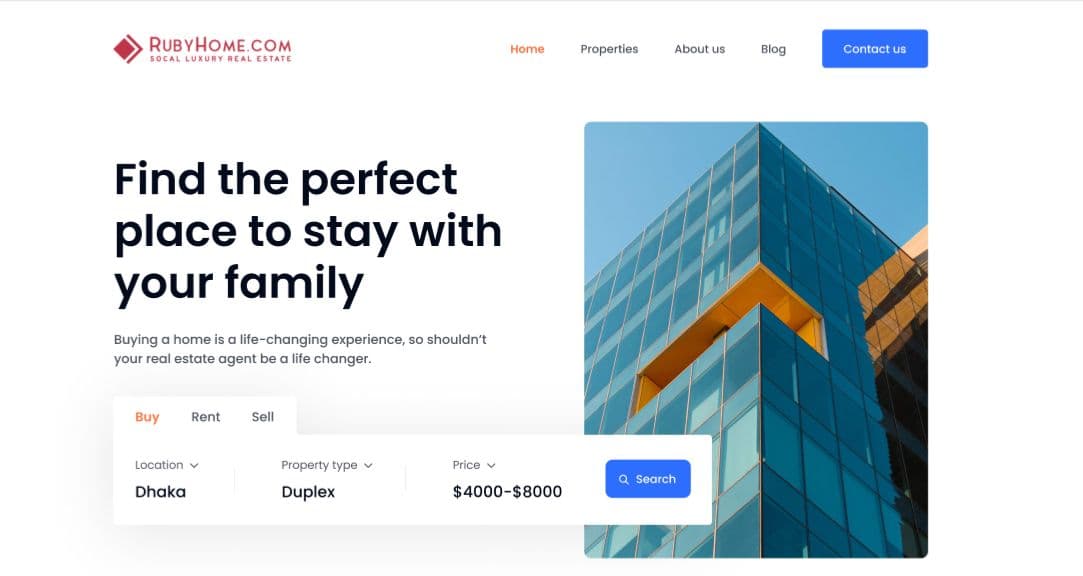 RUBYHOME.COM
SOCAL LUXURY REAL ESTATE
Home
Properties
About us
Blog
Contact us
Find the perfect
place to stay with
your family
Buying a home is a life-changing experience, so shouldn’t
your real estate agent be a life changer.
Buy
Rent
Sell
Location
Property type
Price
Dhaka
Duplex
$4000-$8000
Search